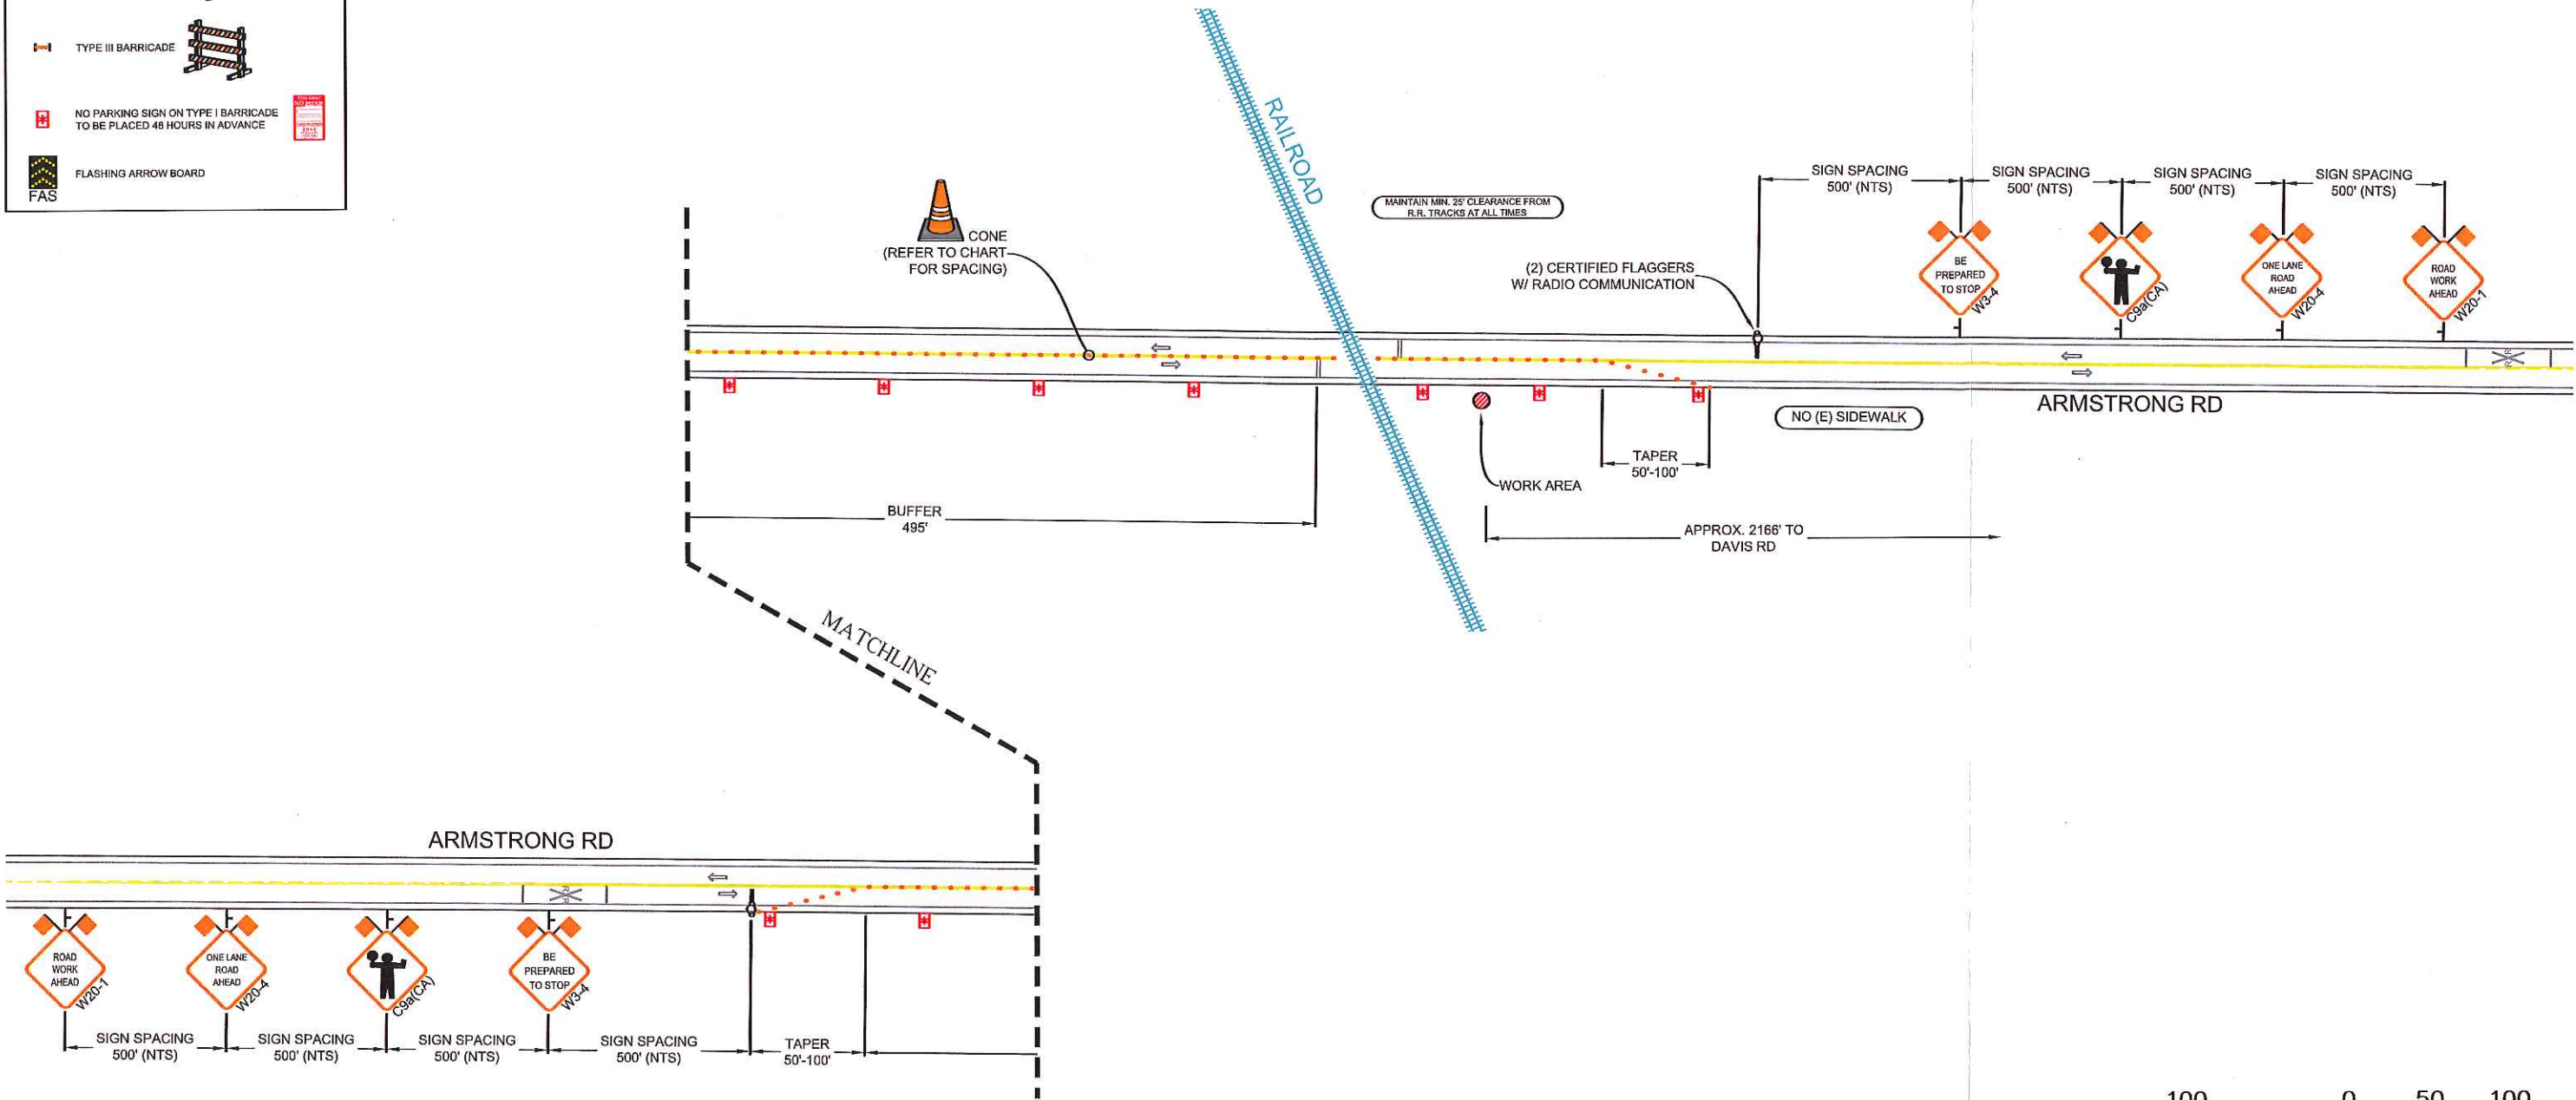 TYPE III BARRICADE
NO PARKING SIGN ON TYPE I BARRICADE
TO BE PLACED 48 HOURS IN ADVANCE
FLASHING ARROW BOARD
FAS
CONE
(REFER TO CHART
FOR SPACING)
RAILROAD
MAINTAIN MIN. 25' CLEARANCE FROM
R.R. TRACKS AT ALL TIMES
(2) CERTIFIED FLAGGERS
W/ RADIO COMMUNICATION
SIGN SPACING
500' (NTS)
SIGN SPACING
500' (NTS)
SIGN SPACING
500' (NTS)
SIGN SPACING
500' (NTS)
BE
PREPARED
TO STOP
W3-4
C9a(CA)
ONE LANE
ROAD
AHEAD
W20-4
ROAD
WORK
AHEAD
W20-1
R R
NO (E) SIDEWALK
ARMSTRONG RD
TAPER
50'-100'
WORK AREA
BUFFER
495'
APPROX. 2166' TO
DAVIS RD
MATCHLINE
ARMSTRONG RD
R R
ROAD
WORK
AHEAD
W20-1
ONE LANE
ROAD
AHEAD
W20-4
C9a(CA)
BE
PREPARED
TO STOP
W3-4
SIGN SPACING
500' (NTS)
SIGN SPACING
500' (NTS)
SIGN SPACING
500' (NTS)
SIGN SPACING
500' (NTS)
TAPER
50'-100'
100 0 50 100